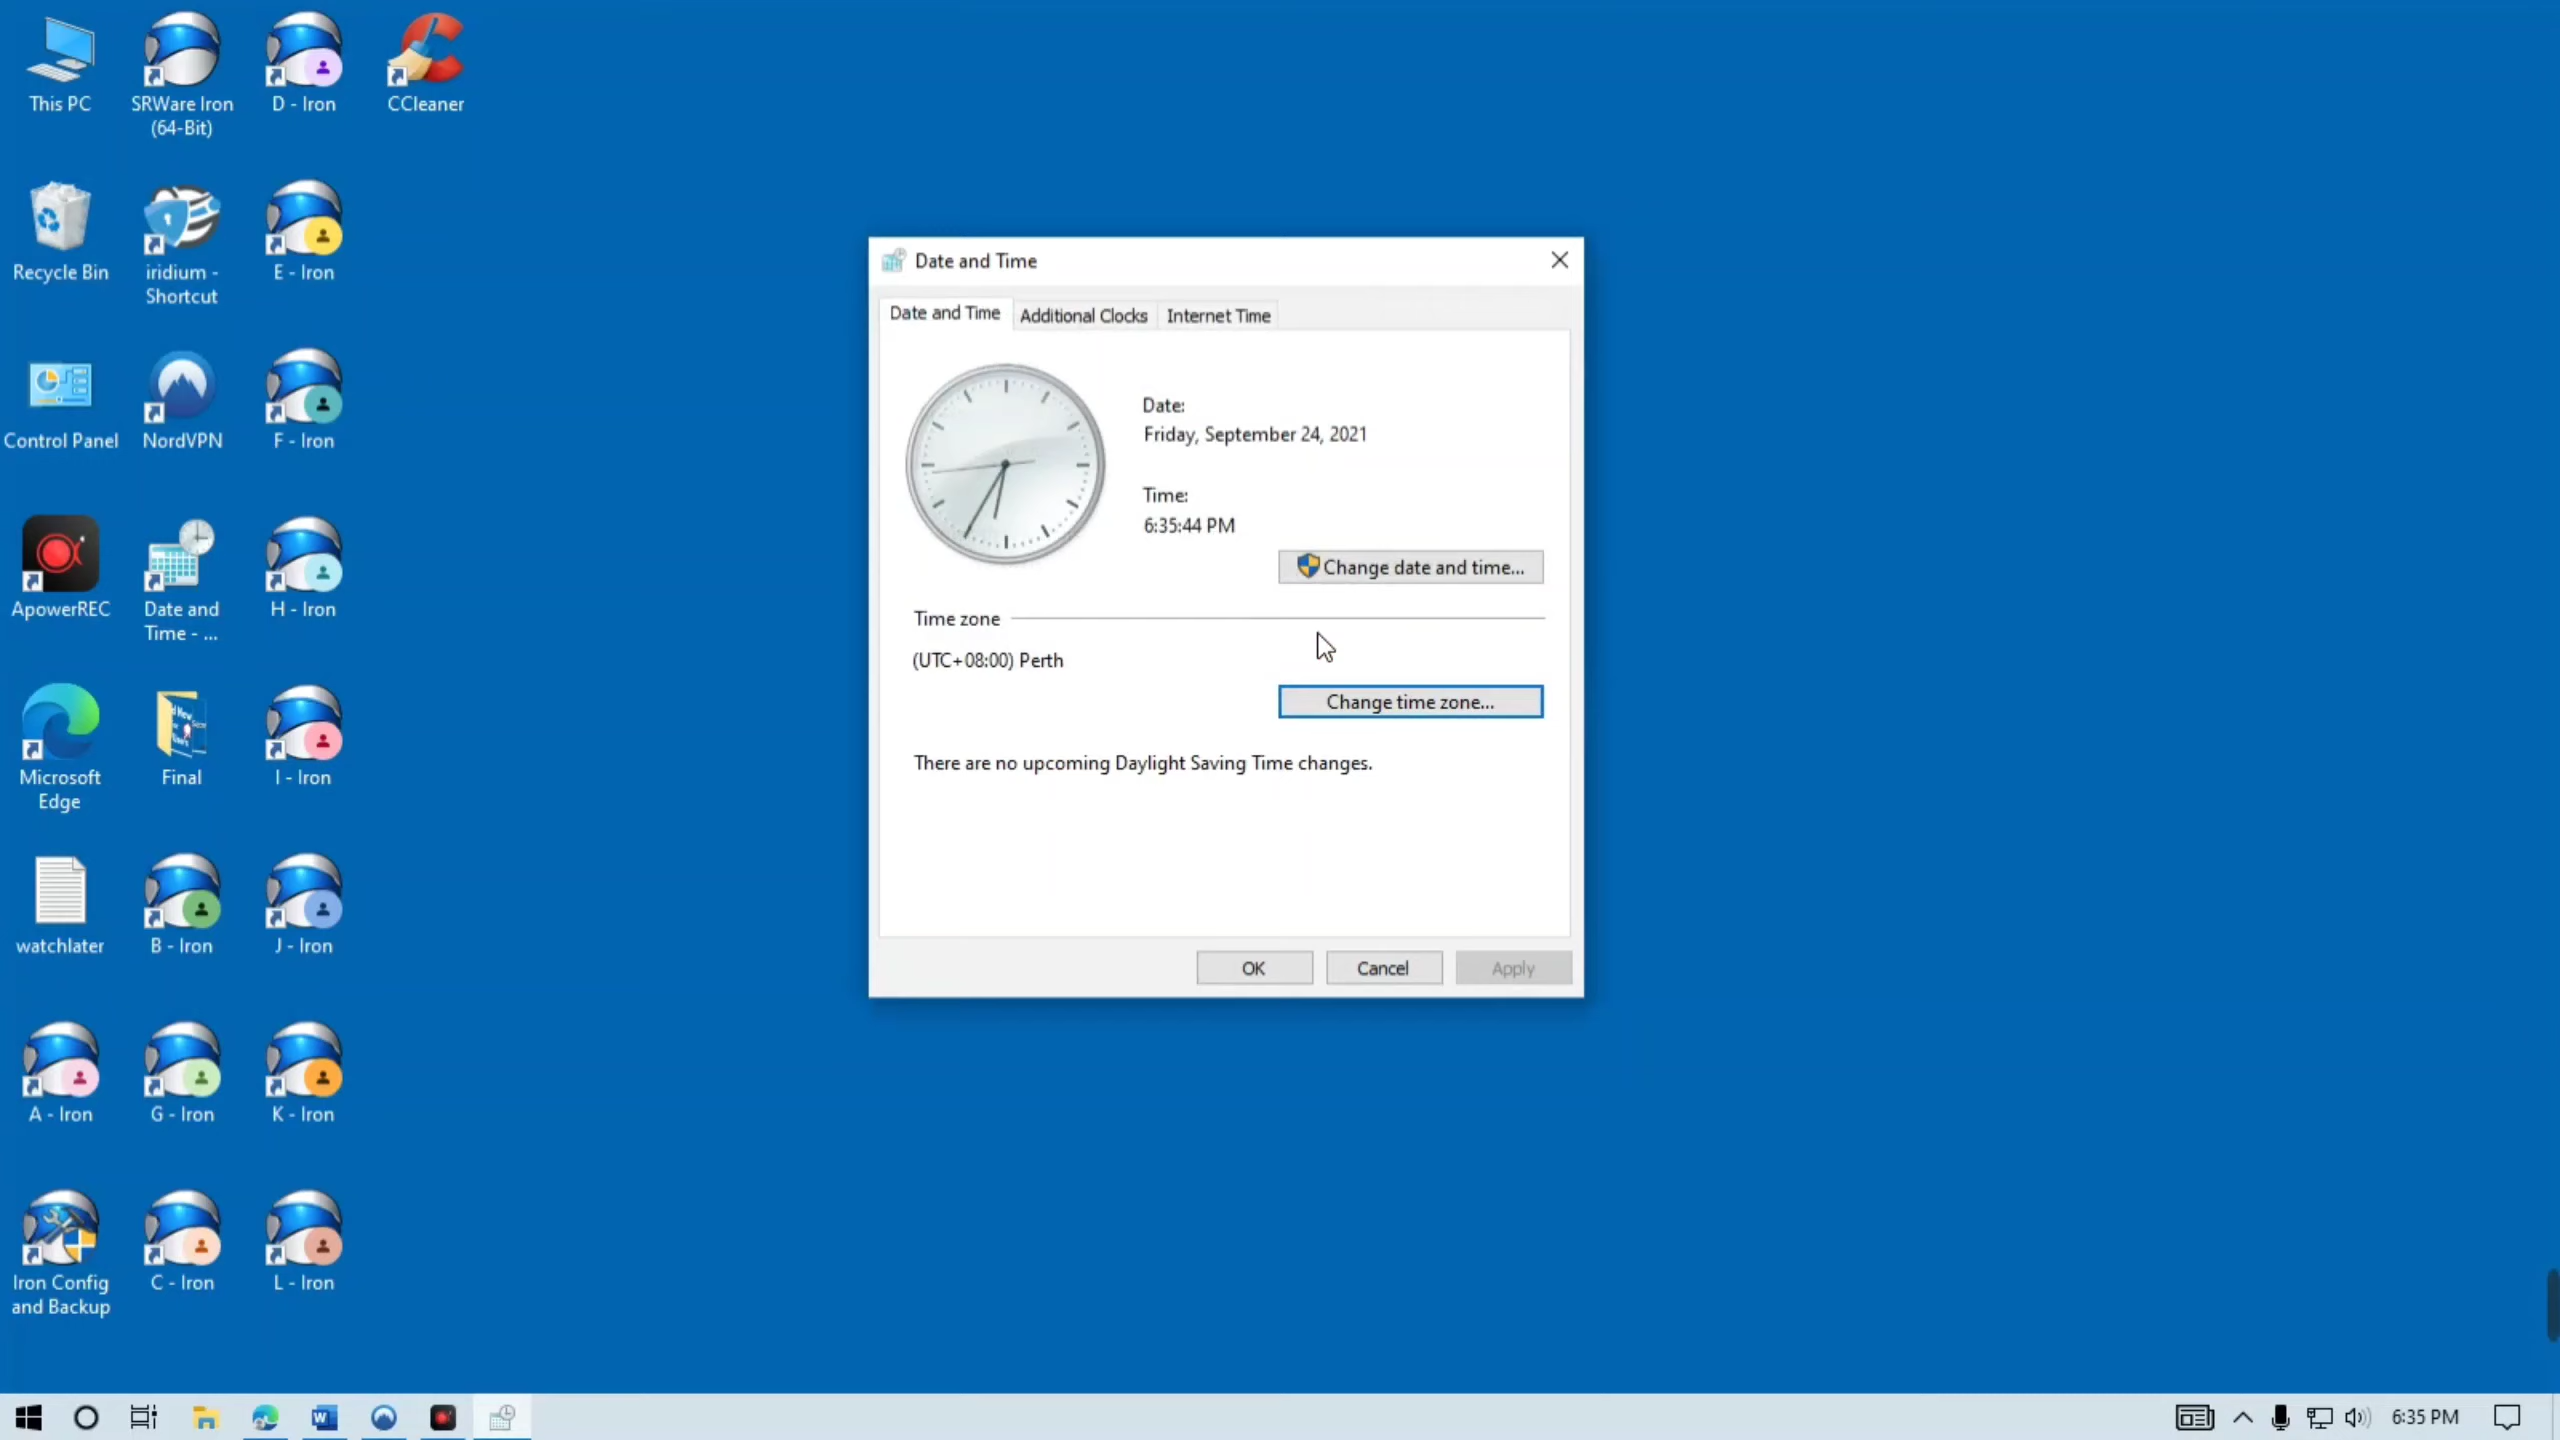 This PC
SRWare Iron
(64-Bit)
D - Iron
CCleaner
Recycle Bin
iridium -
Shortcut
E - Iron
Control Panel
NordVPN
F - Iron
ApowerREC
Date and
Time - ...
H - Iron
Microsoft
Edge
Final
I - Iron
watchlater
B - Iron
J - Iron
A - Iron
G - Iron
K - Iron
Iron Config
and Backup
C - Iron
L - Iron
Date and Time
Date and Time
Additional Clocks
Internet Time
Date:
Friday, September 24, 2021
Time:
6:35:44 PM
Change date and time...
Time zone
(UTC+08:00) Perth
Change time zone...
There are no upcoming Daylight Saving Time changes.
OK
Cancel
Apply
6:35 PM